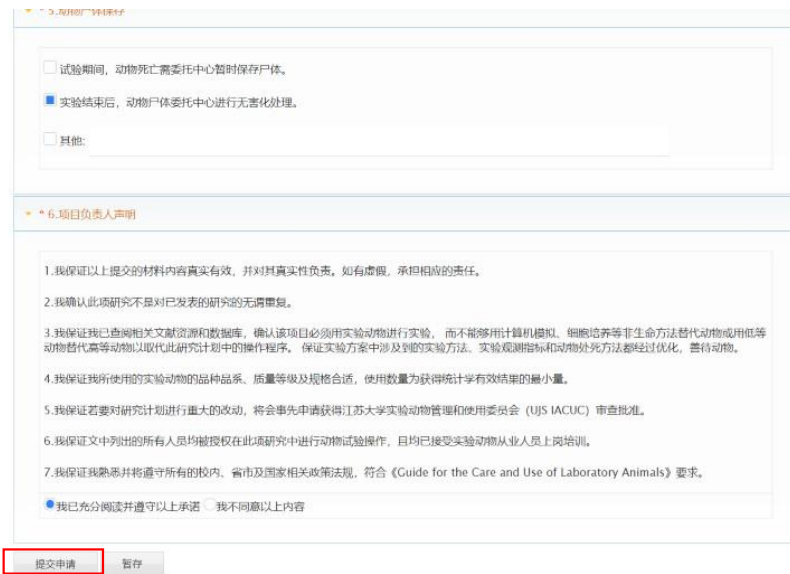 * 5.动物尸体保存
试验期间，动物死亡需委托中心暂时保存尸体。
实验结束后，动物尸体委托中心进行无害化处理。
其他:
* 6.项目负责人声明
1.我保证以上提交的材料内容真实有效，并对其真实性负责。如有虚假，承担相应的责任。
2.我确认此项研究不是对已发表的研究的无谓重复。
3.我保证我已查阅相关文献资源和数据库，确认该项目必须用实验动物进行实验， 而不能够用计算机模拟、细胞培养等非生命方法替代动物或用低等
动物替代高等动物以取代此研究计划中的操作程序。 保证实验方案中涉及到的实验方法、实验观测指标和动物处死方法都经过优化，善待动物。
4.我保证我所使用的实验动物的品种品系、质量等级及规格合适，使用数量为获得统计学有效结果的最小量。
5.我保证若要对研究计划进行重大的改动，将会事先申请获得江苏大学实验动物管理和使用委员会（UJS IACUC）审查批准。
6.我保证文中列出的所有人员均被授权在此项研究中进行动物试验操作，且均已接受实验动物从业人员上岗培训。
7.我保证我熟悉并将遵守所有的校内、省市及国家相关政策法规，符合《Guide for the Care and Use of Laboratory Animals》要求。
我已充分阅读并遵守以上承诺 我不同意以上内容
提交申请 暂存